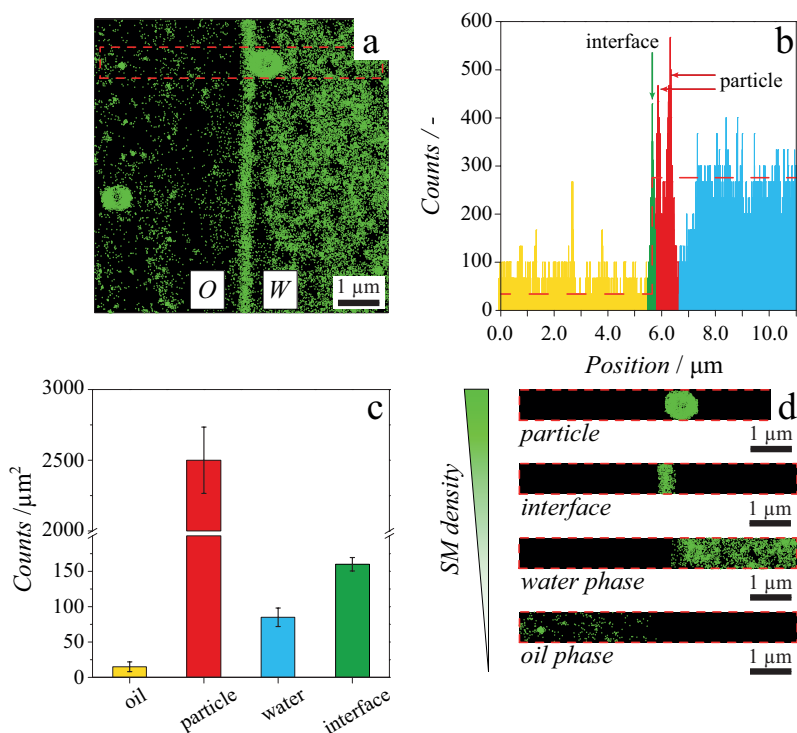 a
O
W
1 µm
b
Counts / -
600
500
400
300
200
100
0
interface
particle
0.0 2.0 4.0 6.0 8.0 10.0
Position / µm
c
Counts /µm²
3000
2500
2000
150
100
50
0
oil particle water interface
d
SM density
particle
1 µm
interface
1 µm
water phase
1 µm
oil phase
1 µm